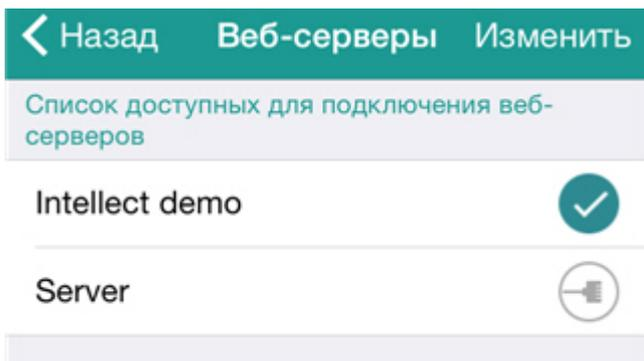 Назад Веб-серверы Изменить
Список доступных для подключения веб-
серверов
Intellect demo
Server